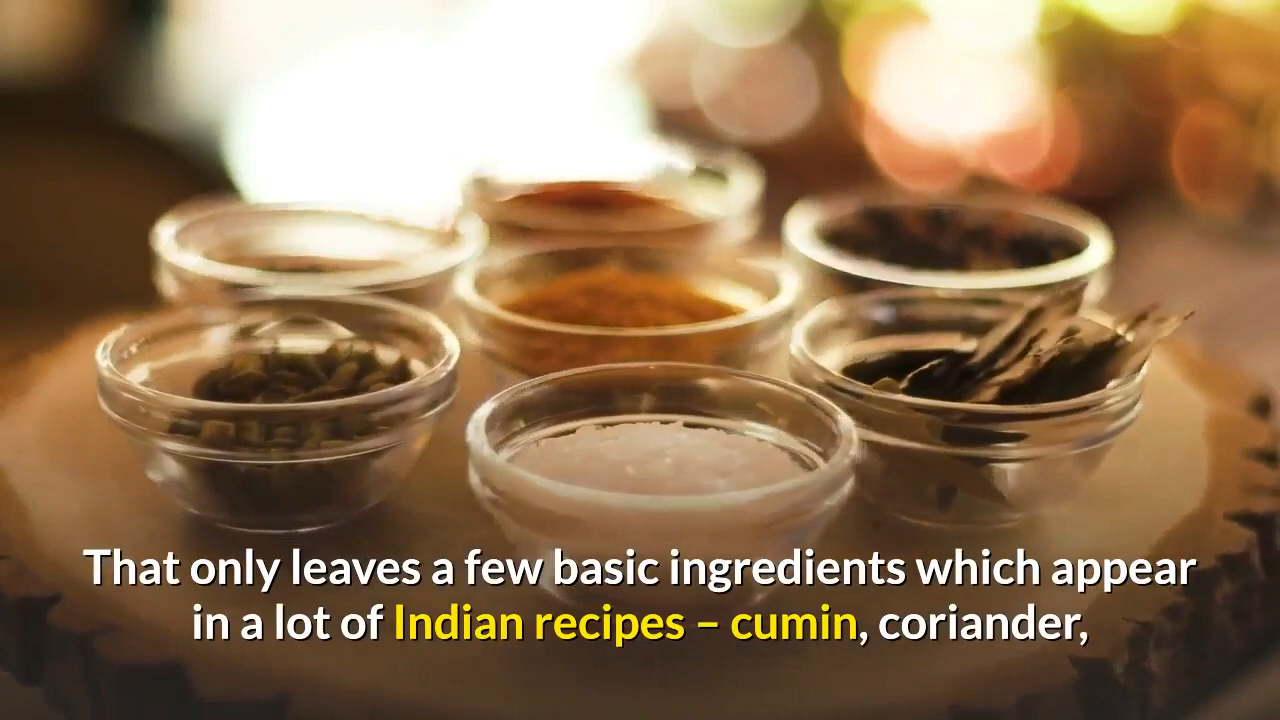 That only leaves a few basic ingredients which appear
in a lot of Indian recipes – cumin, coriander,